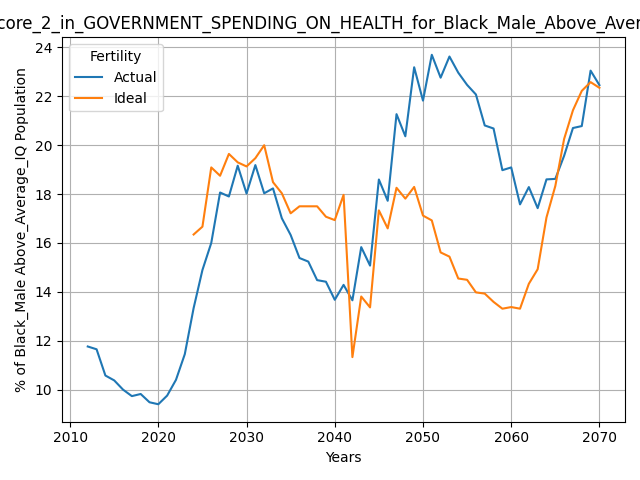 core_2_in_GOVERNMENT_SPENDING_ON_HEALTH_for_Black_Male_Above_Aver
24
22
20
18
16
14
12
10
% of Black_Male Above_Average_IQ Population
Fertility
Actual
Ideal
2010 2020 2030 2040 2050 2060 2070
Years